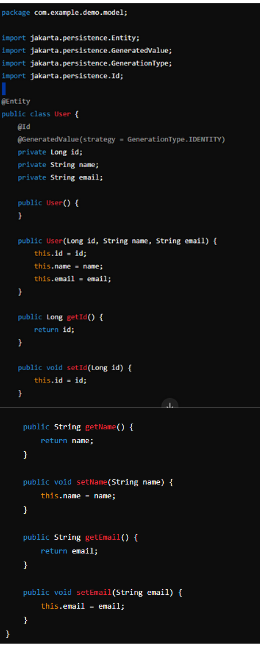 package com.example.demo.model;
import jakarta.persistence.Entity;
import jakarta.persistence.GeneratedValue;
import jakarta.persistence.GenerationType;
import jakarta.persistence.Id;
@Entity
public class User {
@Id
@GeneratedValue(strategy = GenerationType.IDENTITY)
private Long id;
private String name;
private String email;
public User() {
}
public User(Long id, String name, String email) {
this.id = id;
this.name = name;
this.email = email;
}
public Long getId() {
return id;
}
public void setId(Long id) {
this.id = id;
}
public String getName() {
return name;
}
public void setName(String name) {
this.name = name;
}
public String getEmail() {
return email;
}
public void setEmail(String email) {
this.email = email;
}
}